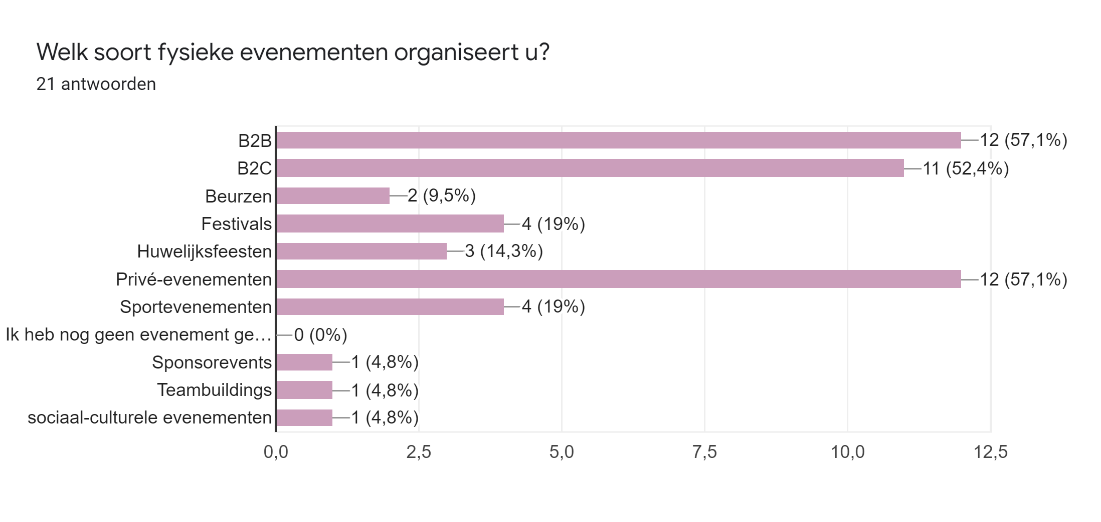 Welk soort fysieke evenementen organiseert u?
21 antwoorden
B2B 12 (57,1%)
B2C 11 (52,4%)
Beurzen 2 (9,5%)
Festivals 4 (19%)
Huwelijksfeesten 3 (14,3%)
Privé-evenementen 12 (57,1%)
Sportevenementen 4 (19%)
Ik heb nog geen evenement ge… 0 (0%)
Sponsorevents 1 (4,8%)
Teambuildings 1 (4,8%)
sociaal-culturele evenementen 1 (4,8%)
0,0 2,5 5,0 7,5 10,0 12,5